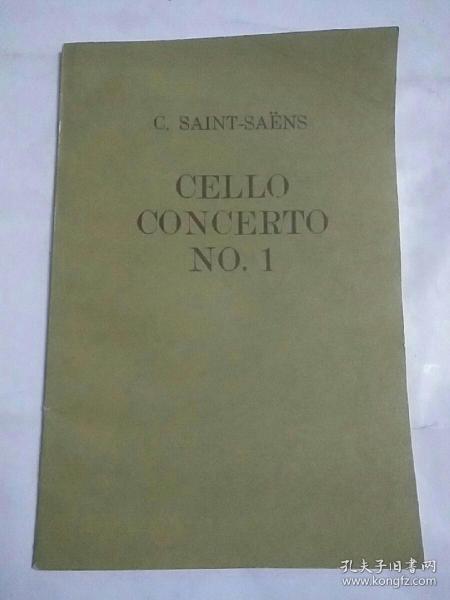 C. SAINT-SAËNS
CELLO
CONCERTO
NO. 1
孔夫子旧书网
www.kongfz.com